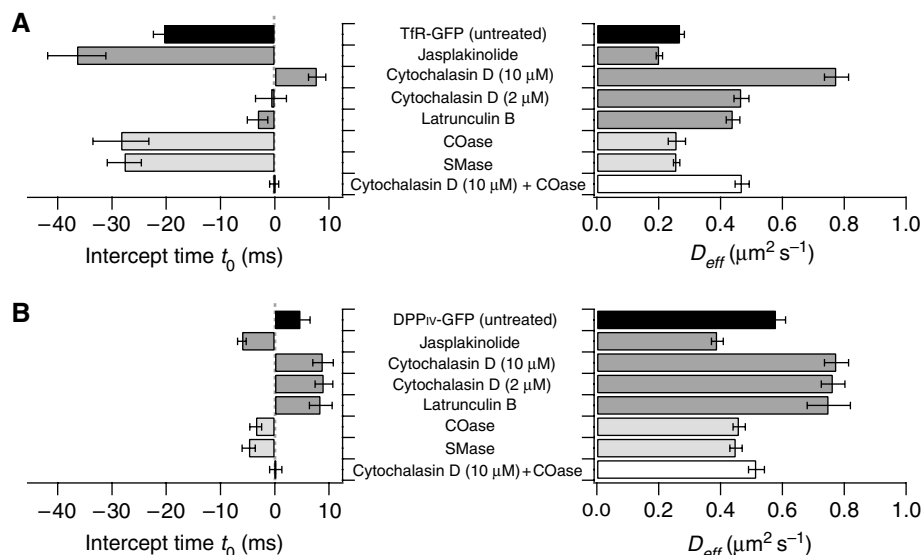 A
TfR-GFP (untreated)
Jasplakinolide
Cytochalasin D (10 μM)
Cytochalasin D (2 μM)
Latrunculin B
COase
SMase
Cytochalasin D (10 μM) + COase
−40 −30 −20 −10 0 10
0.0 0.2 0.4 0.6 0.8 1.0
Intercept time t0 (ms)
Deff (μm² s⁻¹)
B
DPPIV-GFP (untreated)
Jasplakinolide
Cytochalasin D (10 μM)
Cytochalasin D (2 μM)
Latrunculin B
COase
SMase
Cytochalasin D (10 μM)+COase
−40 −30 −20 −10 0 10
0.0 0.2 0.4 0.6 0.8 1.0
Intercept time t0 (ms)
Deff (μm² s⁻¹)